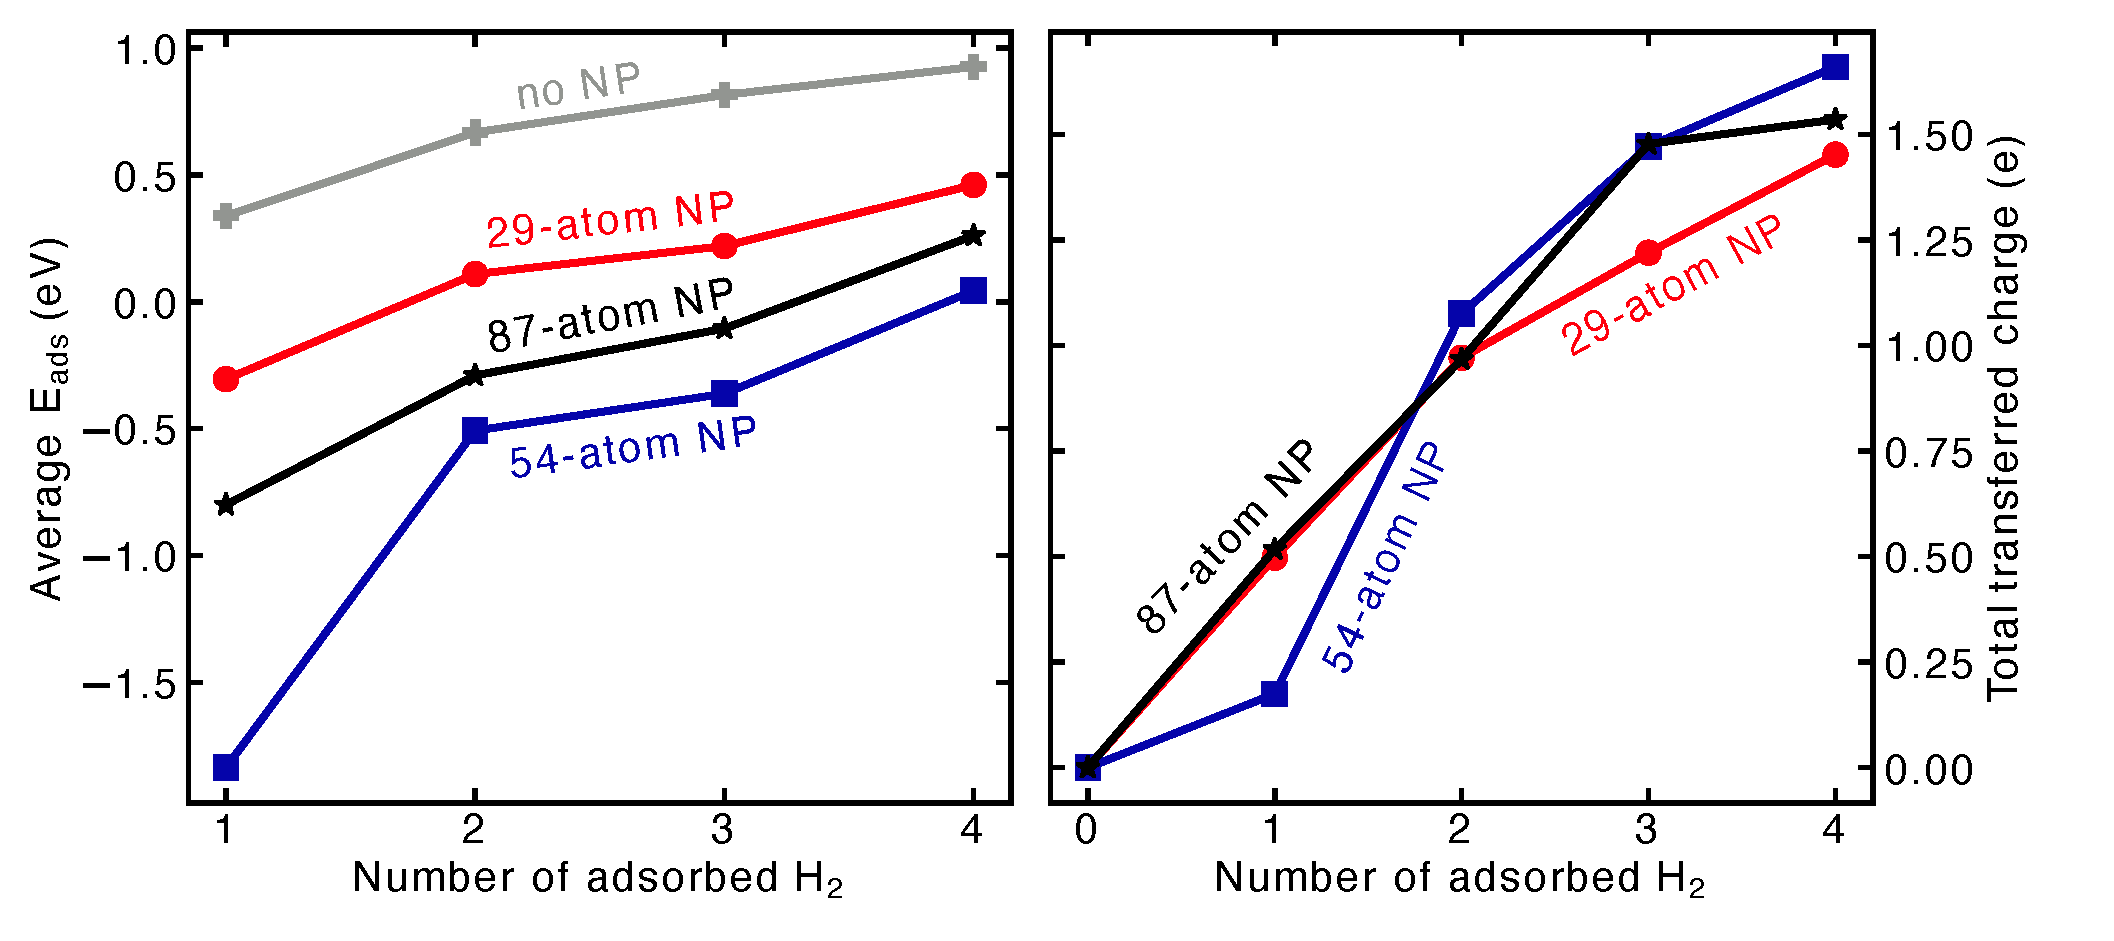 1.0
0.5
0.0
−0.5
−1.0
−1.5
Average E_ads (eV)
no NP
29-atom NP
87-atom NP
54-atom NP
1 2 3 4
Number of adsorbed H₂
87-atom NP
54-atom NP
29-atom NP
0 1 2 3 4
Number of adsorbed H₂
1.50
1.25
1.00
0.75
0.50
0.25
0.00
Total transferred charge (e)